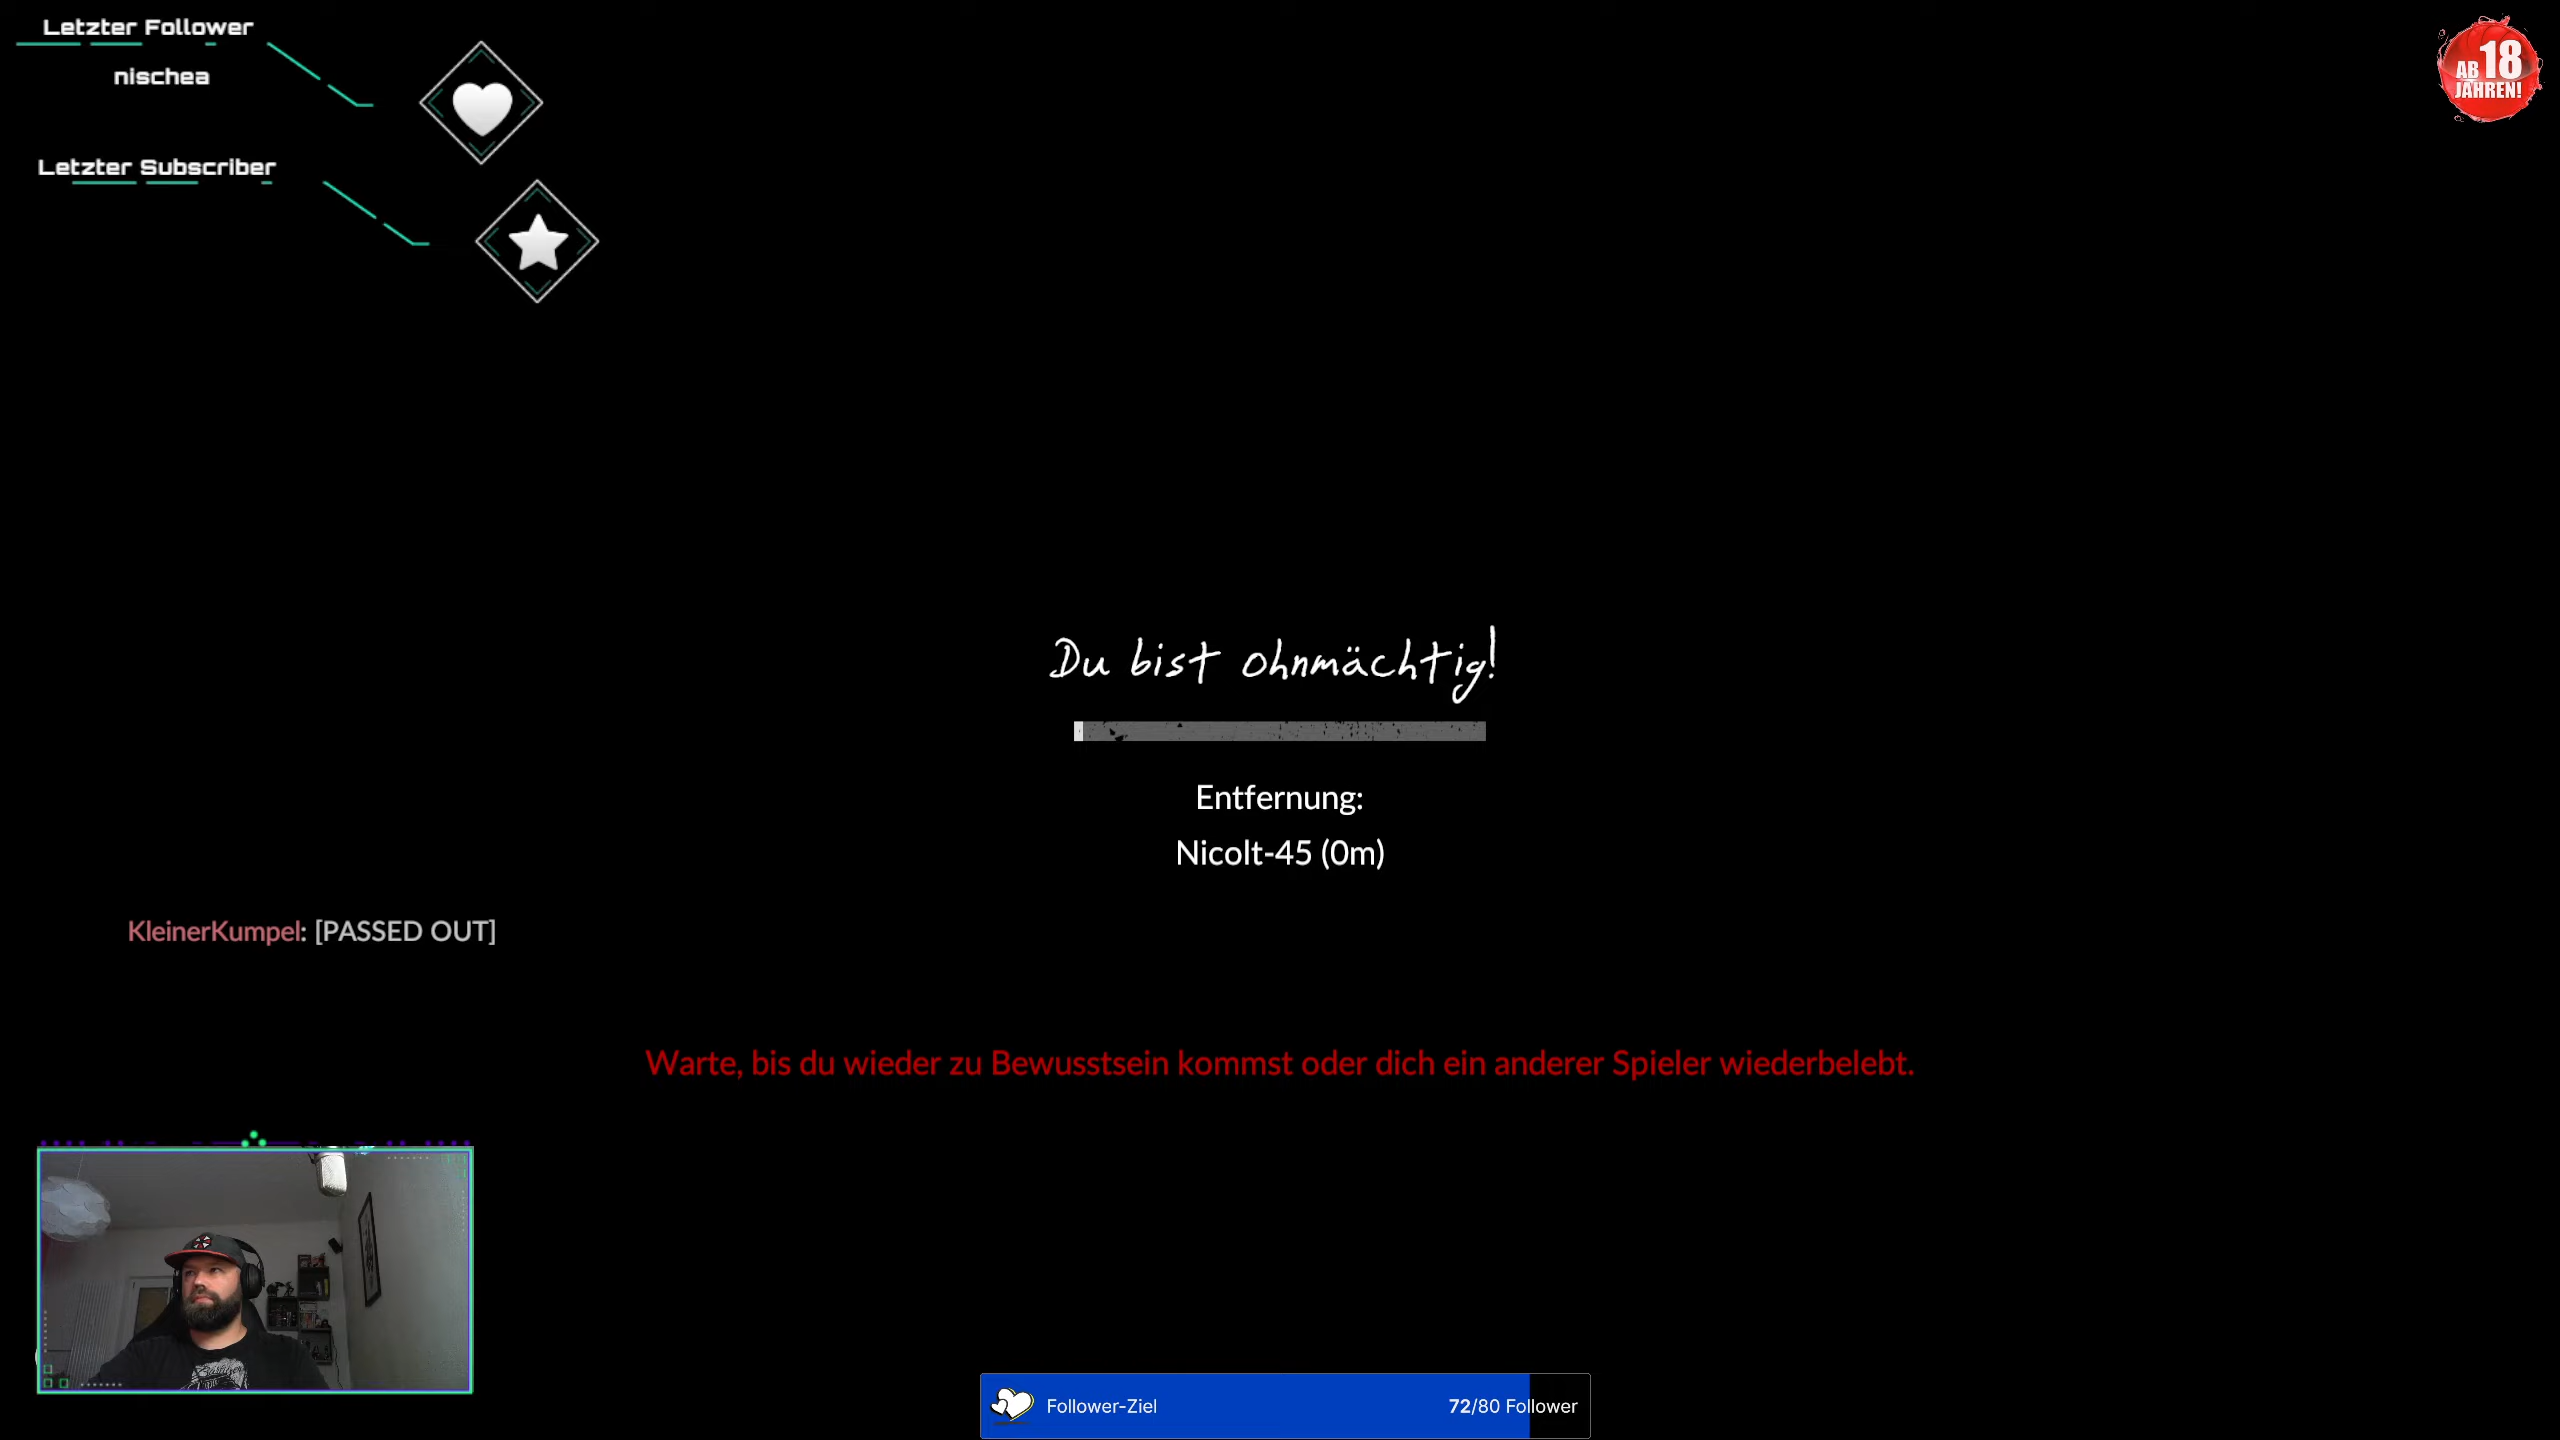 Letzter Follower
nischea
Letzter Subscriber
AB 18
JAHREN!
Du bist ohnmächtig!
Entfernung:
Nicolt-45 (0m)
KleinerKumpel: [PASSED OUT]
Warte, bis du wieder zu Bewusstsein kommst oder dich ein anderer Spieler wiederbelebt.
Follower-Ziel
72/80 Follower